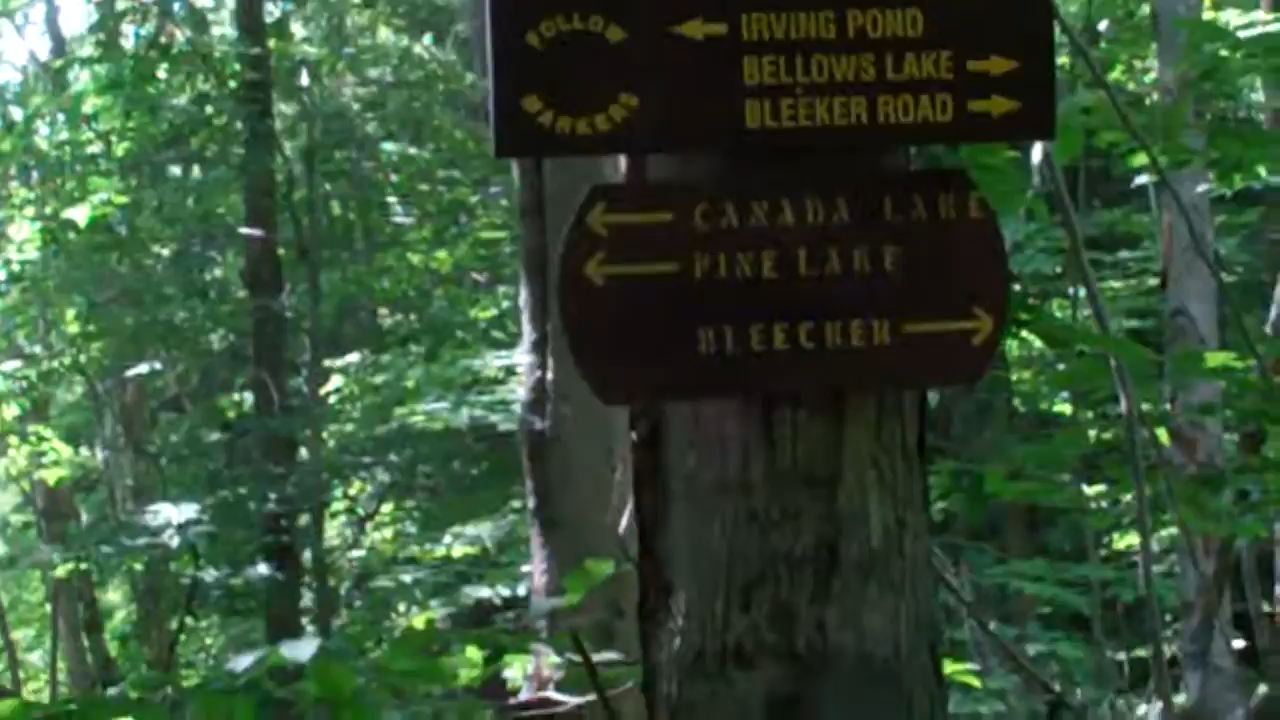 FOLLOW
MARKERS
IRVING POND
BELLOWS LAKE
BLEEKER ROAD
CANADA LAKE
PINE LAKE
BLEECKER